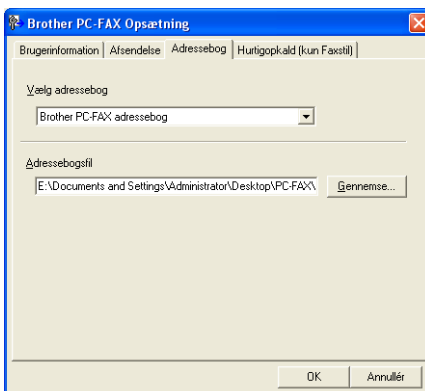 Brother PC-FAX Opsætning
Brugerinformation Afsendelse Adressebog Hurtigopkald (kun Faxstil)
Vælg adressebog
Brother PC-FAX adressebog
Adressebogsfil
E:\Documents and Settings\Administrator\Desktop\PC-FAX\ Gennemse...
OK Annullér